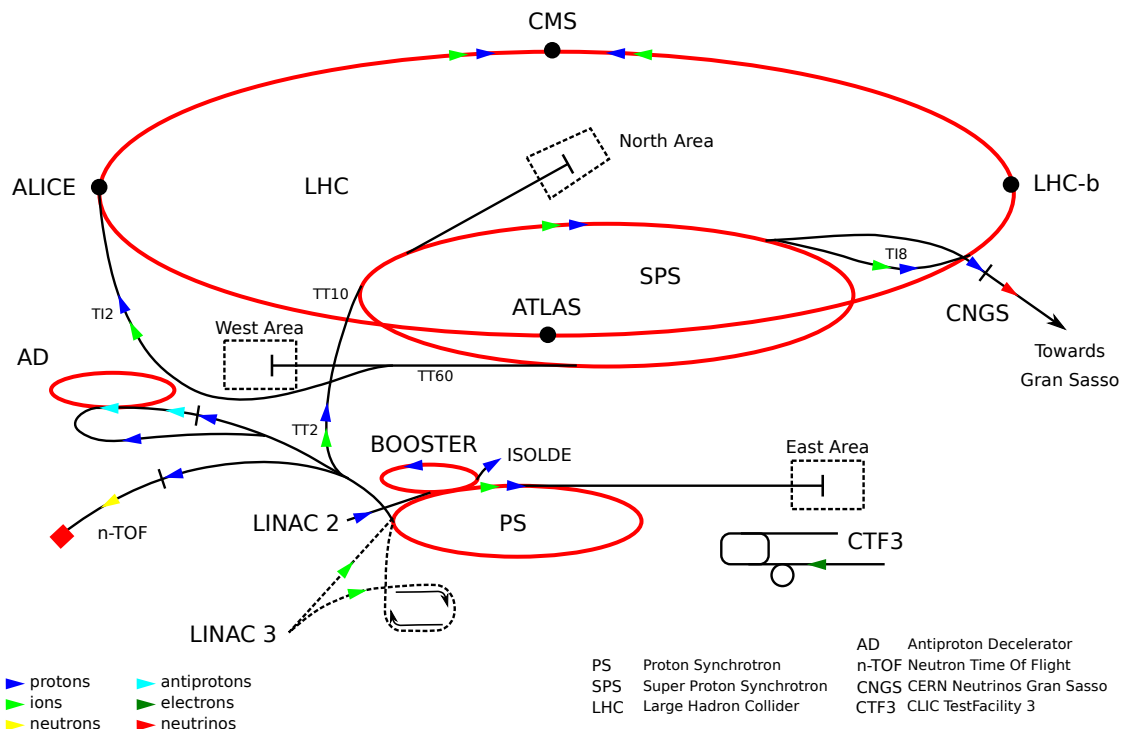 CMS
North Area
ALICE
LHC
LHC-b
TI8
SPS
TT10
ATLAS
CNGS
TI2
West Area
Towards
Gran Sasso
AD
TT60
TT2
BOOSTER
ISOLDE
East Area
LINAC 2
PS
n-TOF
CTF3
LINAC 3
protons
ions
neutrons
antiprotons
electrons
neutrinos
PS Proton Synchrotron
SPS Super Proton Synchrotron
LHC Large Hadron Collider
AD Antiproton Decelerator
n-TOF Neutron Time Of Flight
CNGS CERN Neutrinos Gran Sasso
CTF3 CLIC TestFacility 3